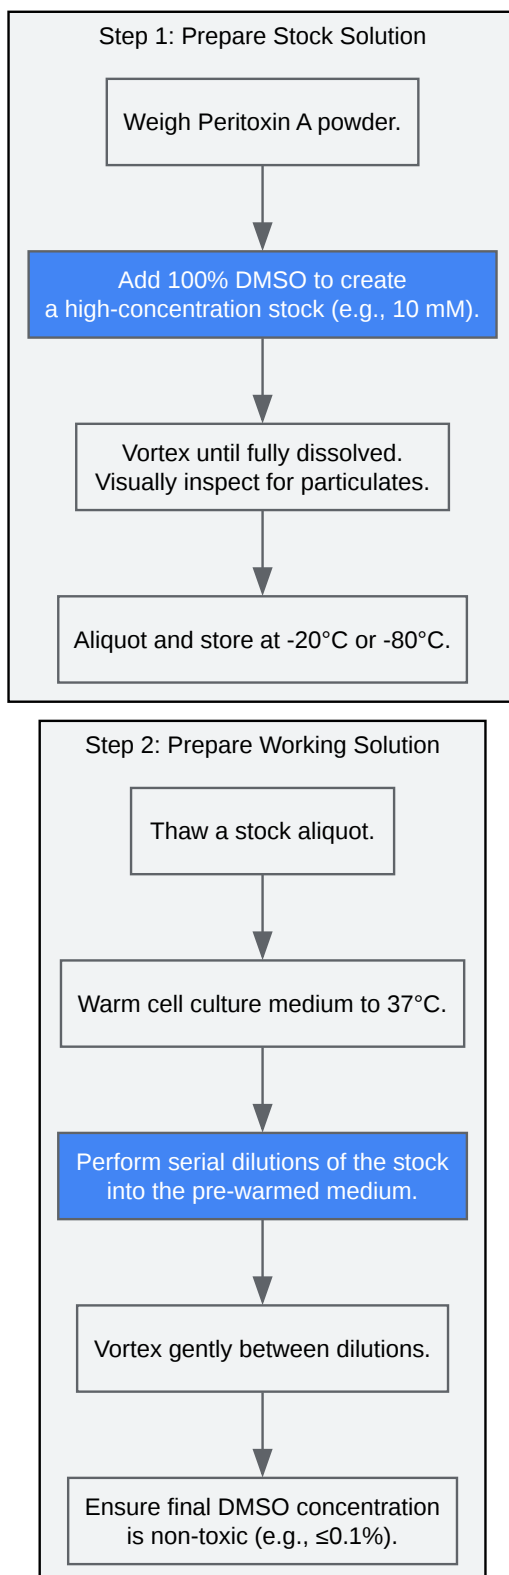 Step 1: Prepare Stock Solution
Weigh Peritoxin A powder.
Add 100% DMSO to create
a high-concentration stock (e.g., 10 mM).
Vortex until fully dissolved.
Visually inspect for particulates.
Aliquot and store at -20°C or -80°C.
Step 2: Prepare Working Solution
Thaw a stock aliquot.
Warm cell culture medium to 37°C.
Perform serial dilutions of the stock
into the pre-warmed medium.
Vortex gently between dilutions.
Ensure final DMSO concentration
is non-toxic (e.g., ≤0.1%).